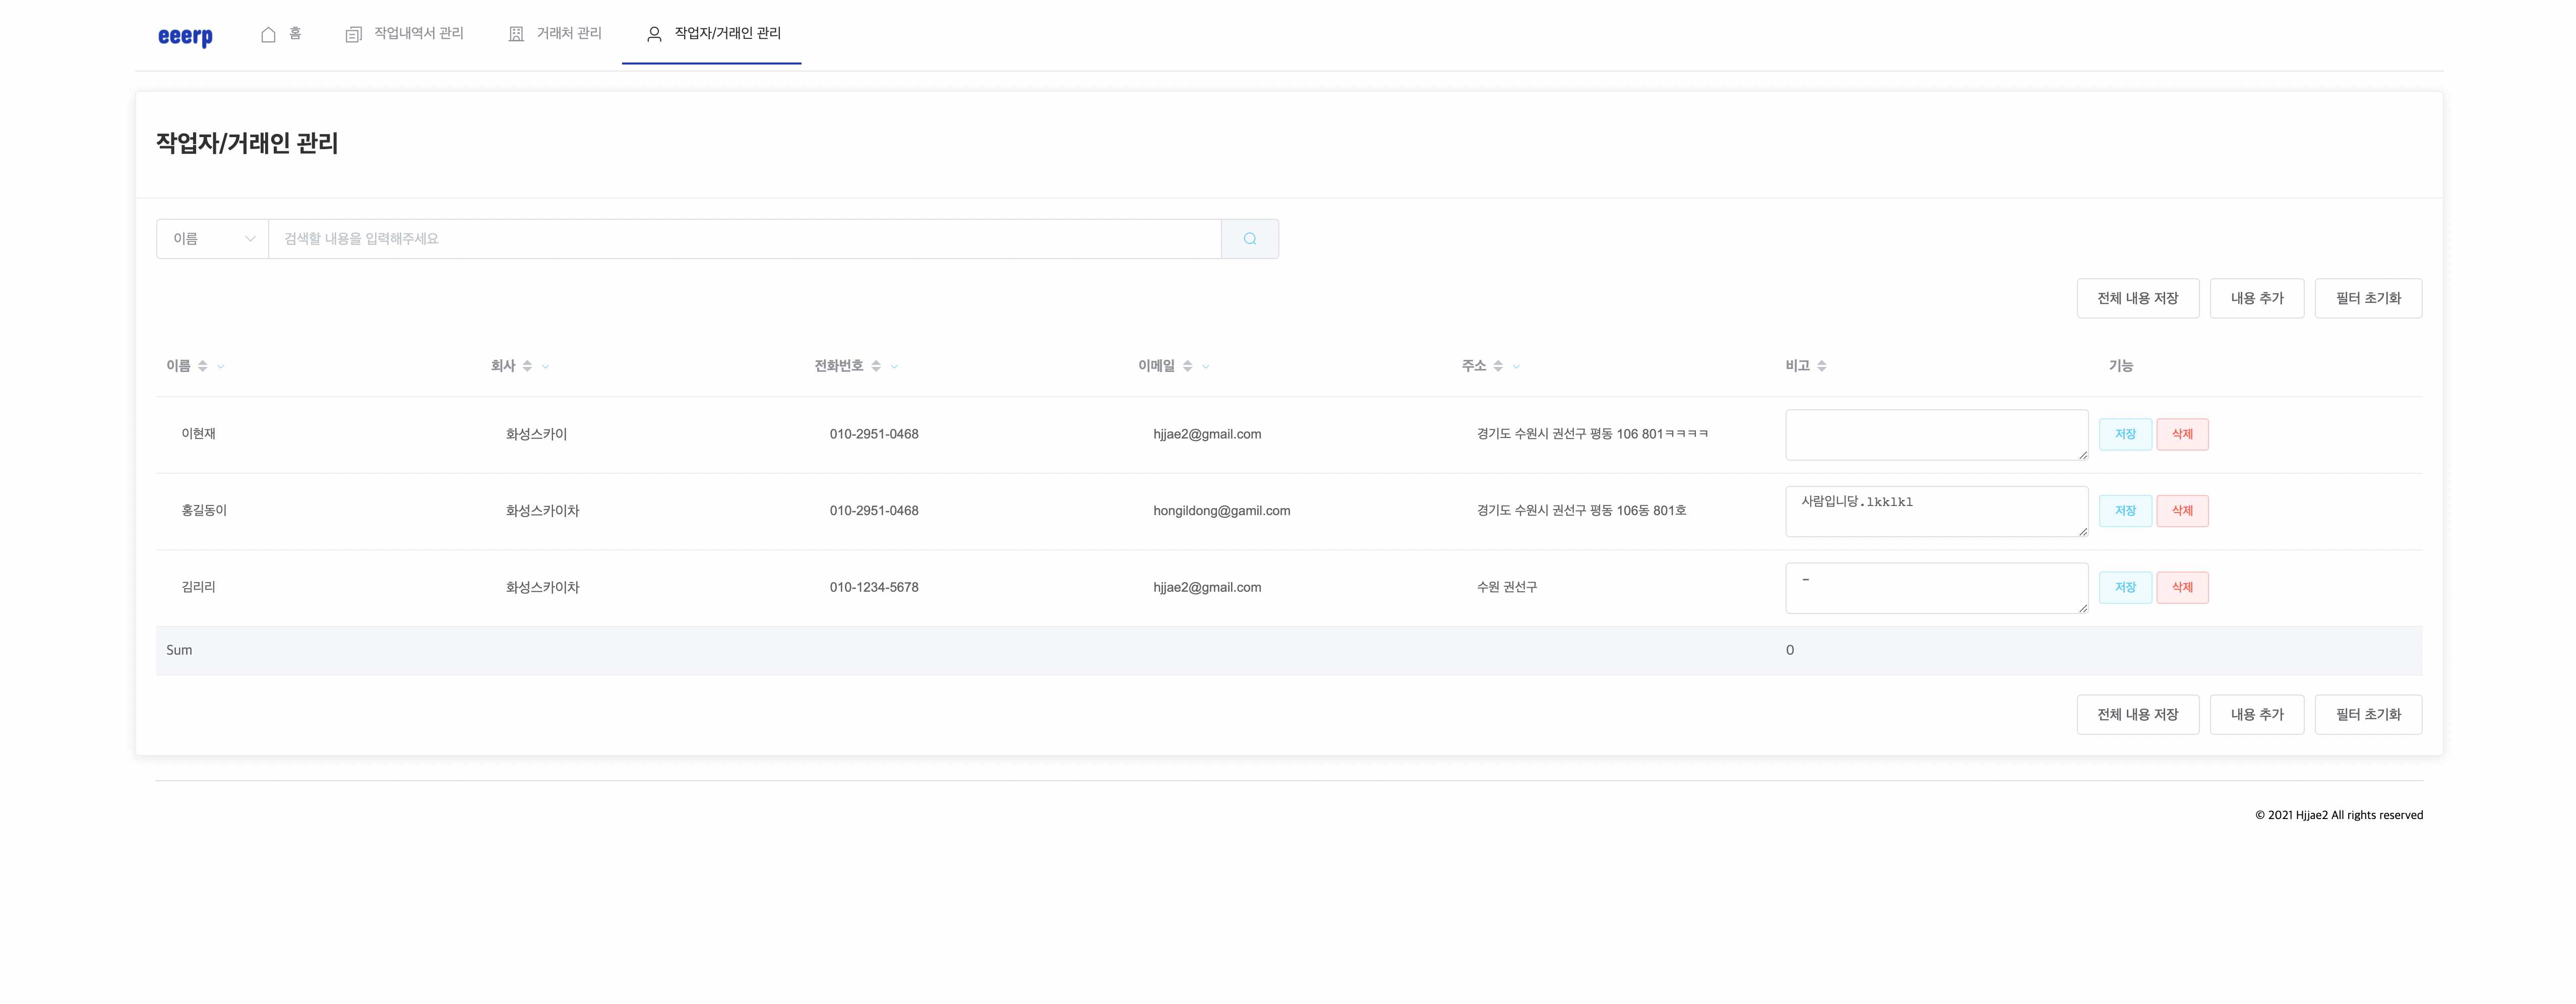 eeerp 홈 작업내역서 관리 거래처 관리 작업자/거래인 관리
작업자/거래인 관리
이름 검색할 내용을 입력해주세요
전체 내용 저장 내용 추가 필터 초기화
이름 회사 전화번호 이메일 주소 비고 기능
이현재 화성스카이 010-2951-0468 hjjae2@gmail.com 경기도 수원시 권선구 평동 106 801ㅋㅋㅋㅋ 저장 삭제
홍길동이 화성스카이차 010-2951-0468 hongildong@gamil.com 경기도 수원시 권선구 평동 106동 801호 사람입니당.lkklkl 저장 삭제
김리리 화성스카이차 010-1234-5678 hjjae2@gmail.com 수원 권선구 - 저장 삭제
Sum 0
전체 내용 저장 내용 추가 필터 초기화
© 2021 Hjjae2 All rights reserved